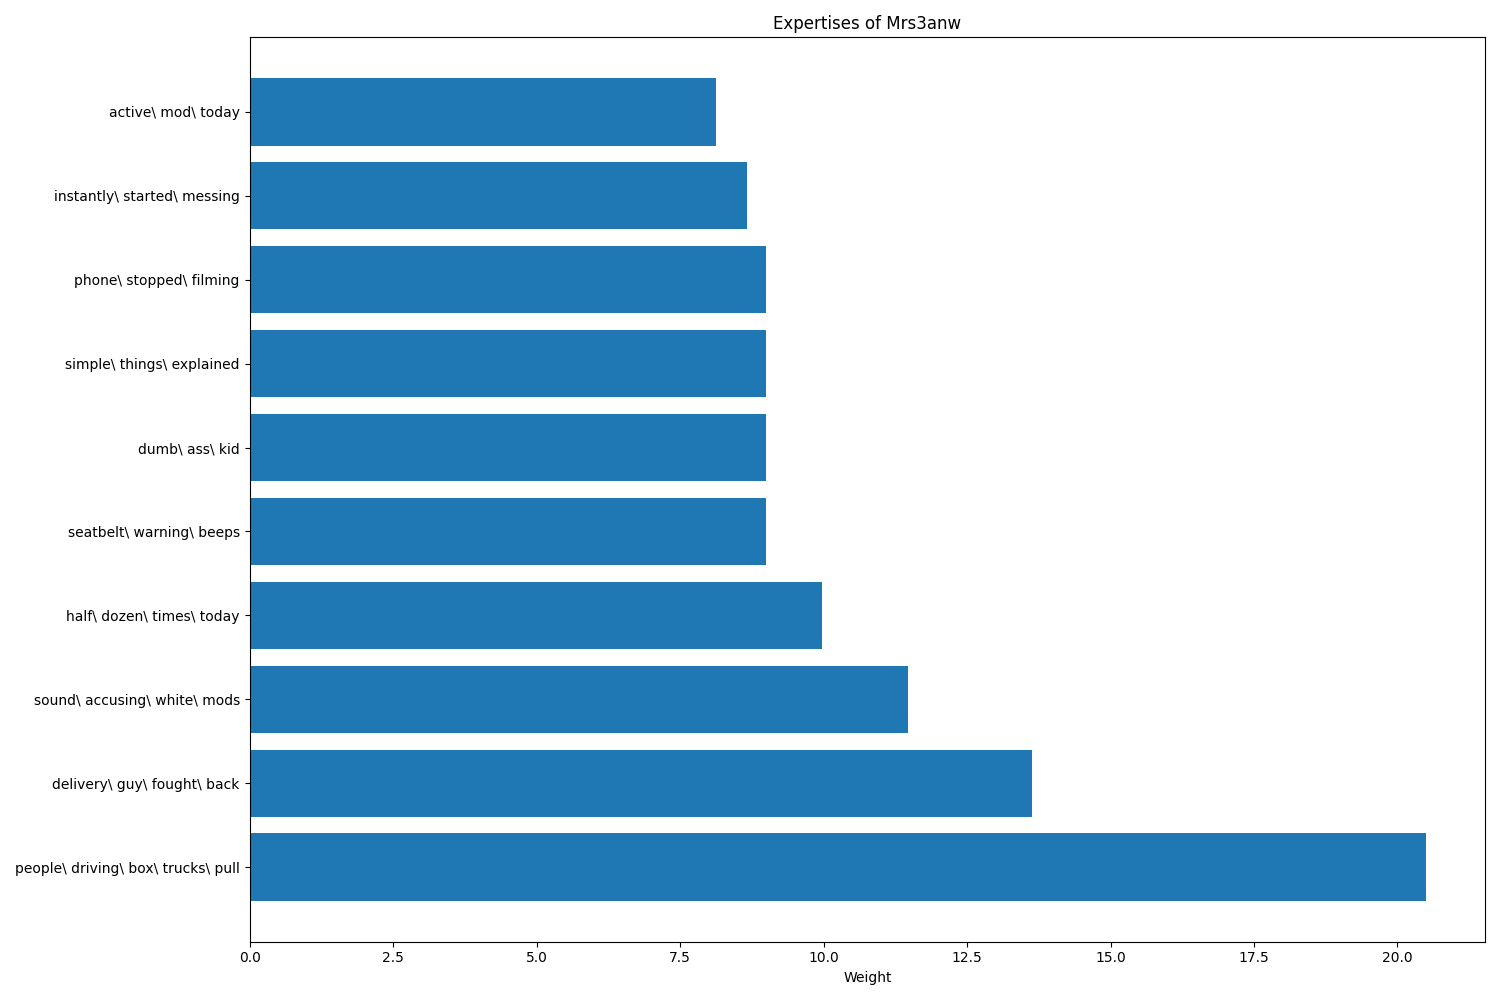 Expertises of Mrs3anw
active\ mod\ today
instantly\ started\ messing
phone\ stopped\ filming
simple\ things\ explained
dumb\ ass\ kid
seatbelt\ warning\ beeps
half\ dozen\ times\ today
sound\ accusing\ white\ mods
delivery\ guy\ fought\ back
people\ driving\ box\ trucks\ pull
0.0 2.5 5.0 7.5 10.0 12.5 15.0 17.5 20.0
Weight